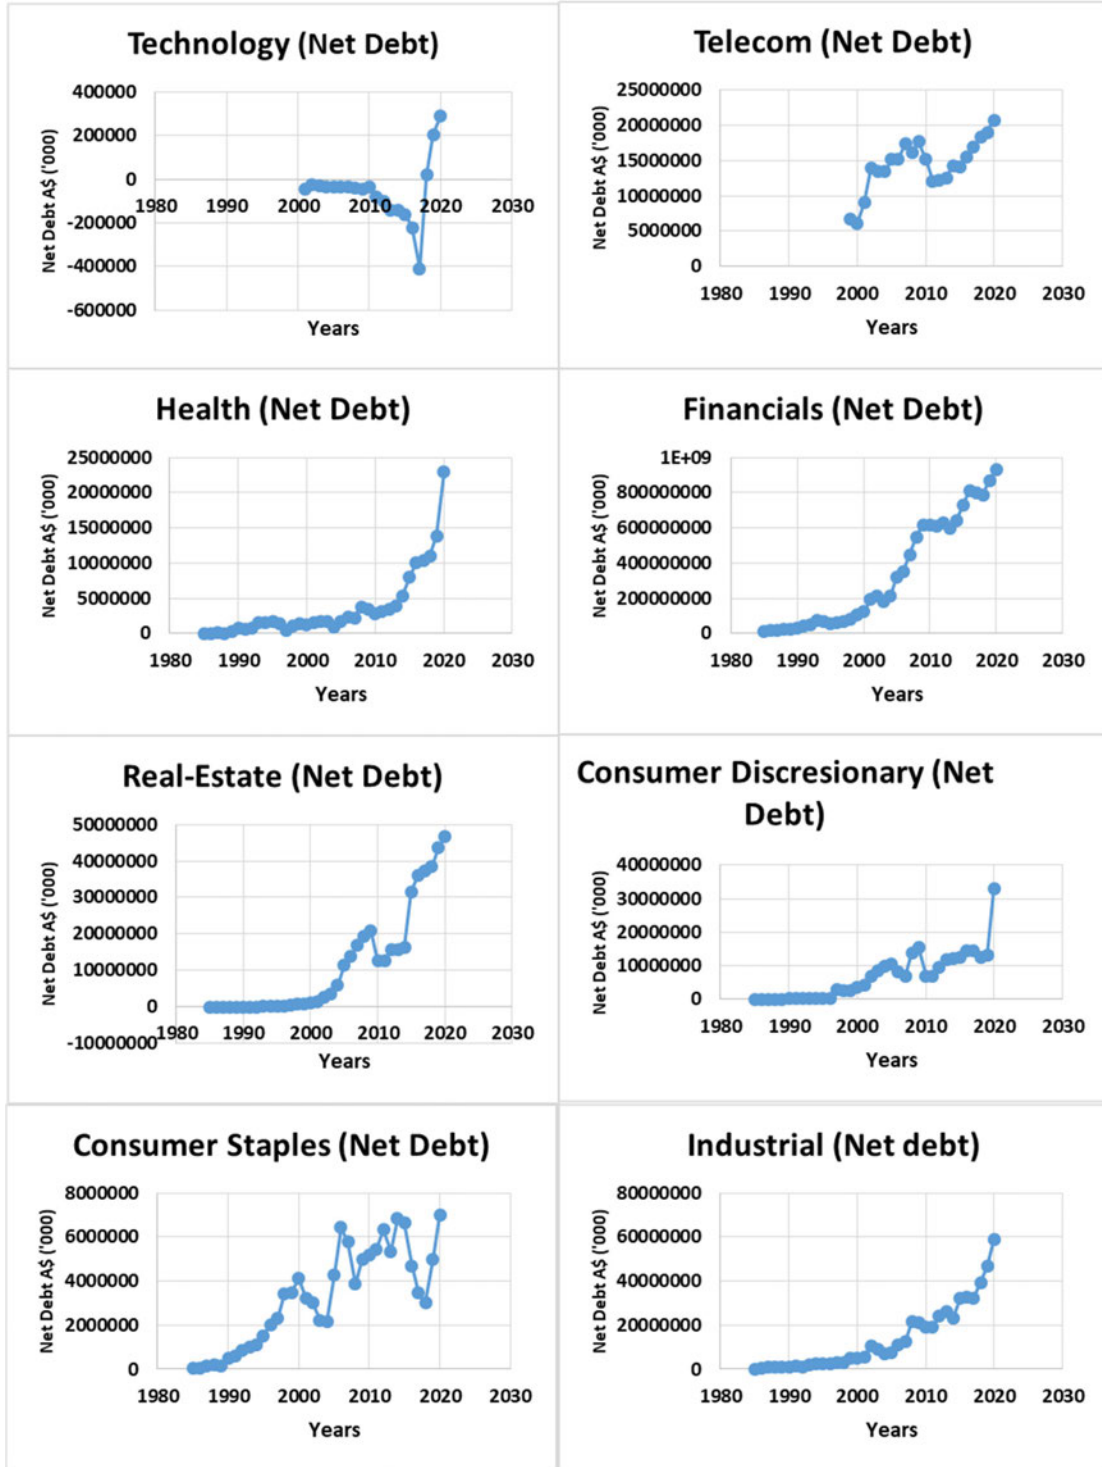 Technology (Net Debt)
Net Debt A$ ('000)
400000
200000
0
-200000
-400000
-600000
1980 1990 2000 2010 2020 2030
Years
Telecom (Net Debt)
Net Debt A$ ('000)
25000000
20000000
15000000
10000000
5000000
0
1980 1990 2000 2010 2020 2030
Years
Health (Net Debt)
Net Debt A$ ('000)
25000000
20000000
15000000
10000000
5000000
0
1980 1990 2000 2010 2020 2030
Years
Financials (Net Debt)
Net Debt A$ ('000)
1E+09
800000000
600000000
400000000
200000000
0
1980 1990 2000 2010 2020 2030
Years
Real-Estate (Net Debt)
Net Debt A$ ('000)
50000000
40000000
30000000
20000000
10000000
0
-10000000
1980 1990 2000 2010 2020 2030
Years
Consumer Discresionary (Net
Debt)
Net Debt A$ ('000)
40000000
30000000
20000000
10000000
0
1980 1990 2000 2010 2020 2030
Years
Consumer Staples (Net Debt)
Net Debt A$ ('000)
8000000
6000000
4000000
2000000
0
1980 1990 2000 2010 2020 2030
Years
Industrial (Net debt)
Net Debt A$ ('000)
80000000
60000000
40000000
20000000
0
1980 1990 2000 2010 2020 2030
Years